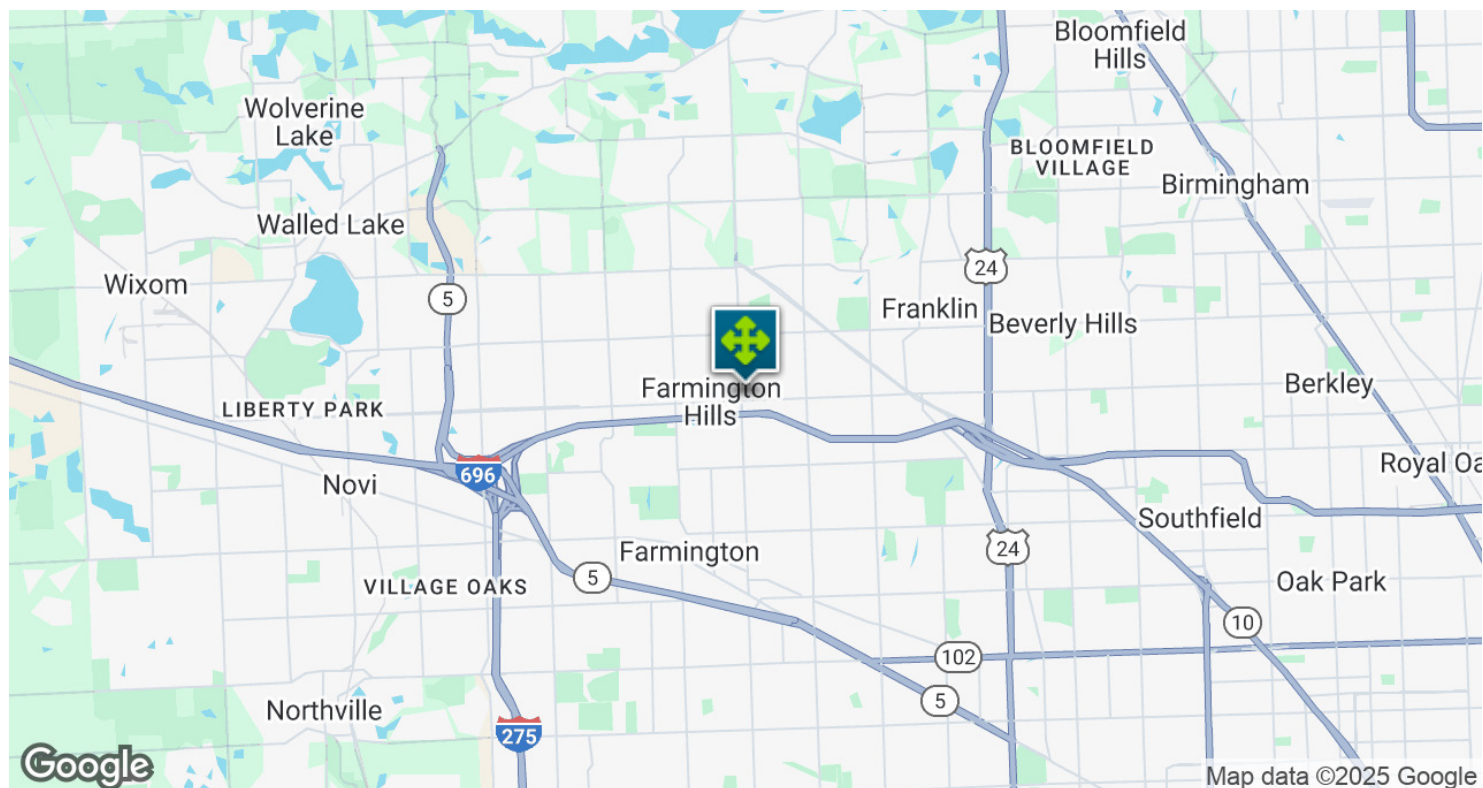 Bloomfield
Hills
Wolverine
Lake
BLOOMFIELD
VILLAGE
Birmingham
Walled Lake
24
Wixom
5
Franklin
Beverly Hills
Farmington
Hills
Berkley
LIBERTY PARK
696
Novi
Royal Oa
Southfield
Farmington
24
5
VILLAGE OAKS
Oak Park
10
102
5
Northville
275
Google
Map data ©2025 Google